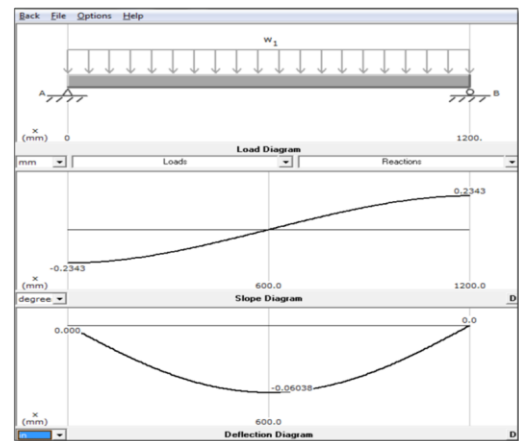 Back File Options Help
w1
A
B
x
(mm) 0 1200.
Load Diagram
mm Loads Reactions
0.2343
-0.2343
x
(mm) 600.0 1200.0
degree Slope Diagram D
0.000
0.0
-0.06038
x
(mm) 600.0
in Deflection Diagram D